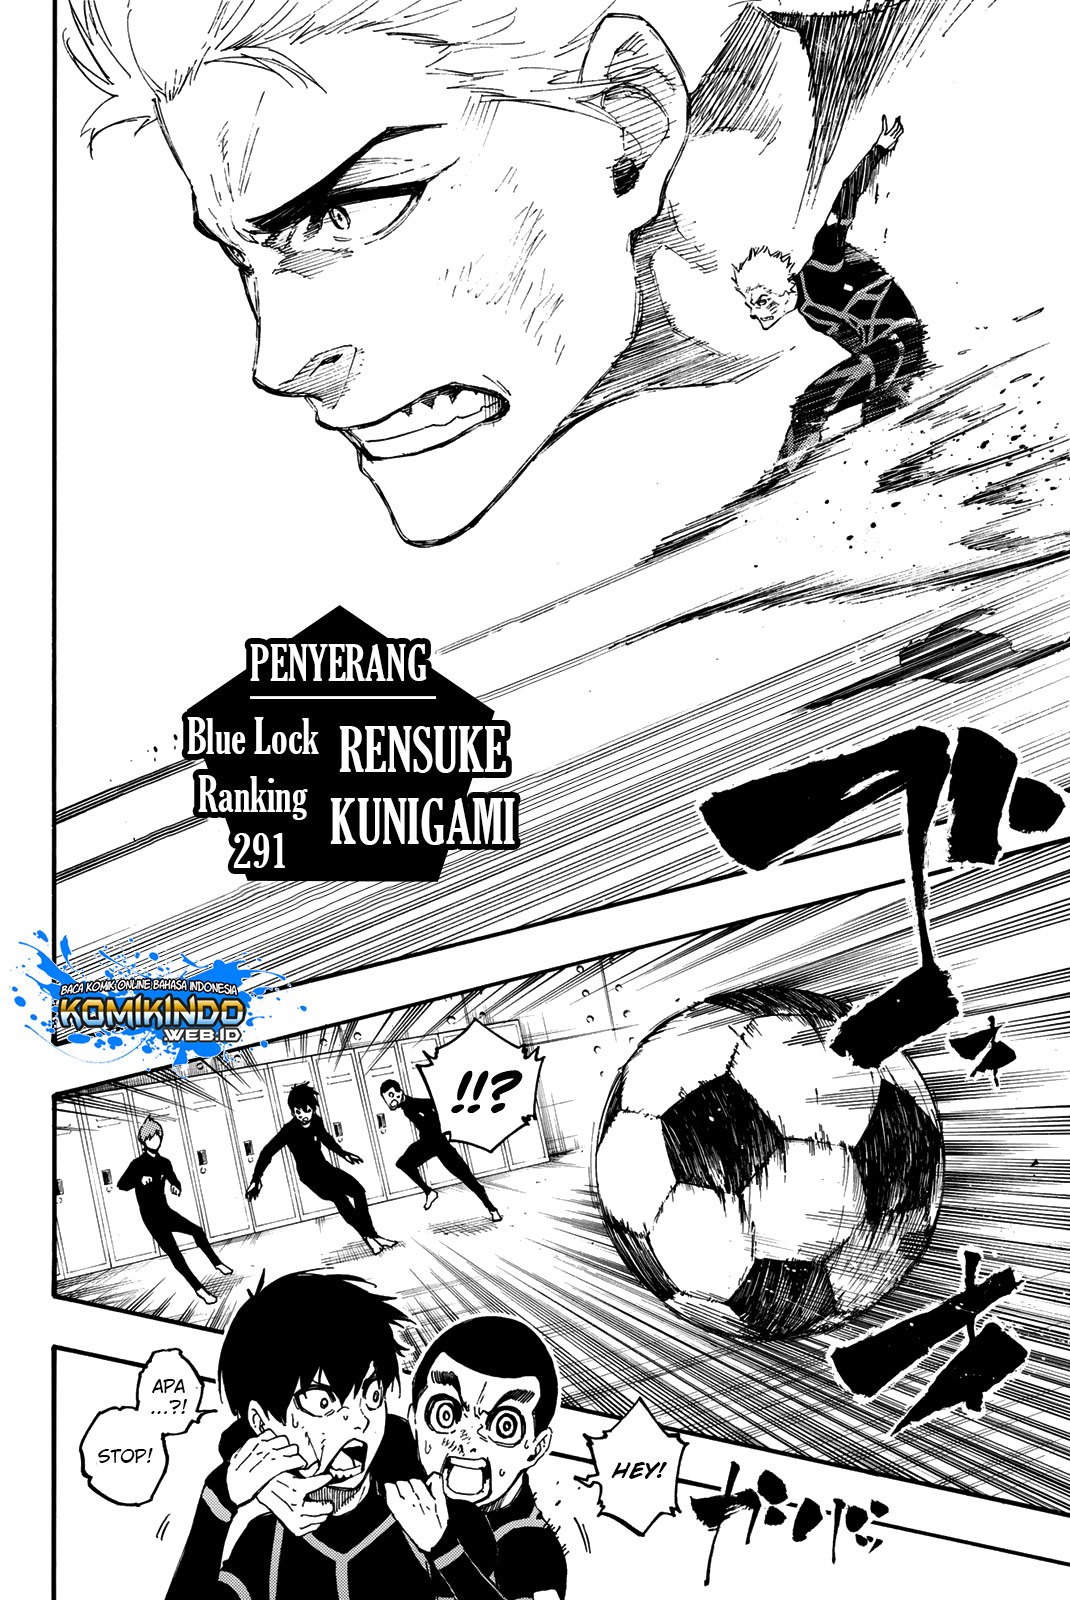 PENYERANG
Blue Lock
Ranking
291
RENSUKE
KUNIGAMI
BACA KOMIK ONLINE BAHASA INDONESIA
KOMIKINDO
.WEB.ID
!!?
APA
...?!
STOP!
HEY!